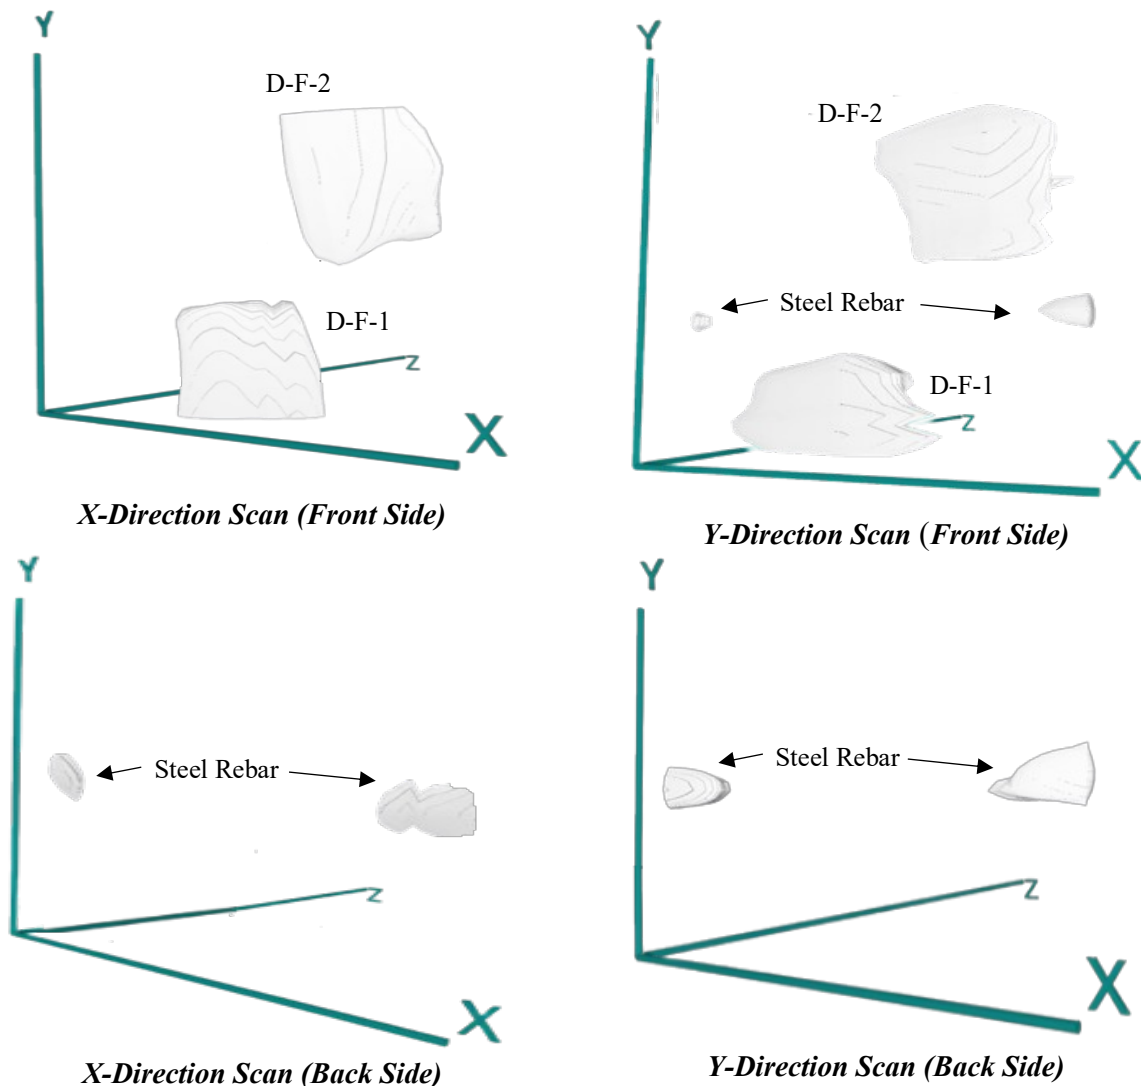 Y
D-F-2
D-F-1
Z
X
X-Direction Scan (Front Side)
Y
D-F-2
Steel Rebar
D-F-1
Z
X
Y-Direction Scan (Front Side)
Y
Steel Rebar
Z
X
X-Direction Scan (Back Side)
Y
Steel Rebar
Z
X
Y-Direction Scan (Back Side)